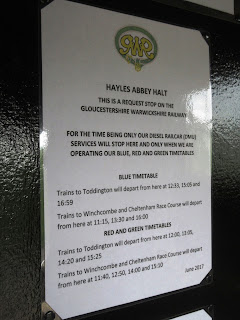 GWR
HAYLES ABBEY HALT
THIS IS A REQUEST STOP ON THE
GLOUCESTERSHIRE WARWICKSHIRE RAILWAY
FOR THE TIME BEING ONLY OUR DIESEL RAILCAR (DMU)
SERVICES WILL STOP HERE AND ONLY WHEN WE ARE
OPERATING OUR BLUE, RED AND GREEN TIMETABLES
BLUE TIMETABLE
Trains to Toddington will depart from here at 12:33, 15:05 and
16:59
Trains to Winchcombe and Cheltenham Race Course will depart
from here at 11:15, 13:30 and 16:00
RED AND GREEN TIMETABLES
Trains to Toddington will depart from here at 12:00, 13:05,
14:20 and 15:25
Trains to Winchcombe and Cheltenham Race Course will depart
from here at 11:40, 12:50, 14:00 and 15:10
June 2017